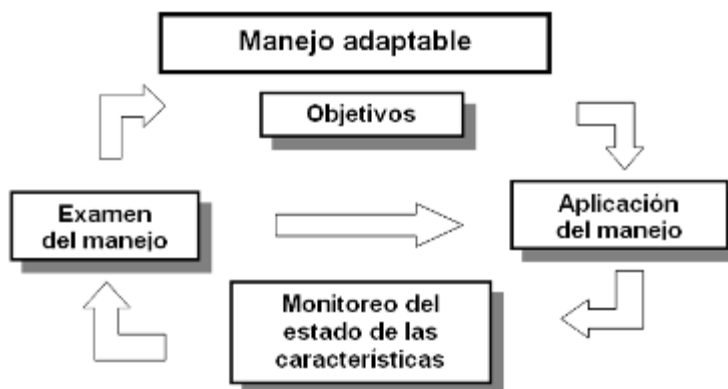 Manejo adaptable
Objetivos
Examen
del manejo
Aplicación
del manejo
Monitoreo del
estado de las
características